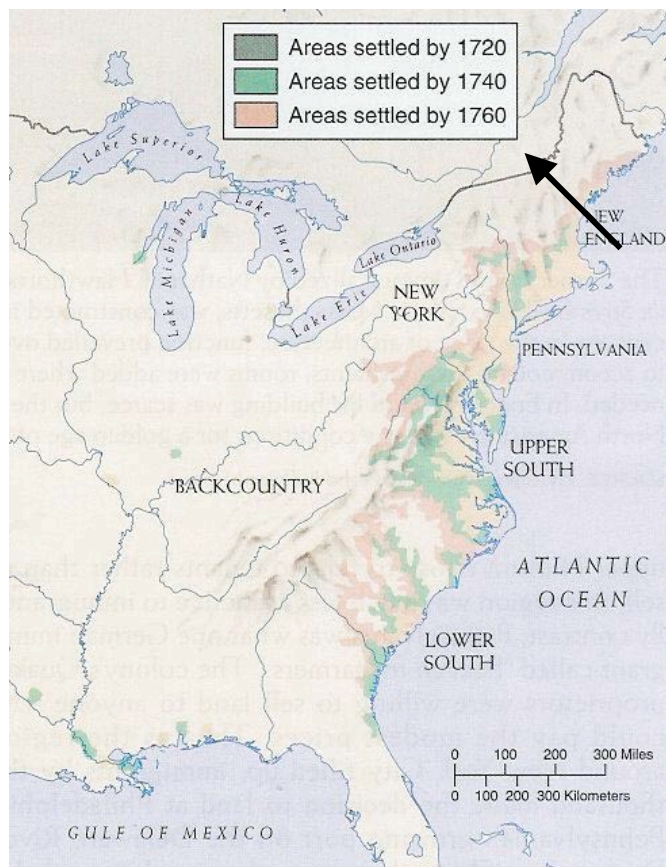 Areas settled by 1720
Areas settled by 1740
Areas settled by 1760
Lake Superior
Lake Michigan
Lake Huron
Lake Ontario
Lake Erie
NEW
ENGLAND
NEW
YORK
PENNSYLVANIA
UPPER
SOUTH
BACKCOUNTRY
ATLANTIC
OCEAN
LOWER
SOUTH
0 100 200 300 Miles
0 100 200 300 Kilometers
GULF OF MEXICO